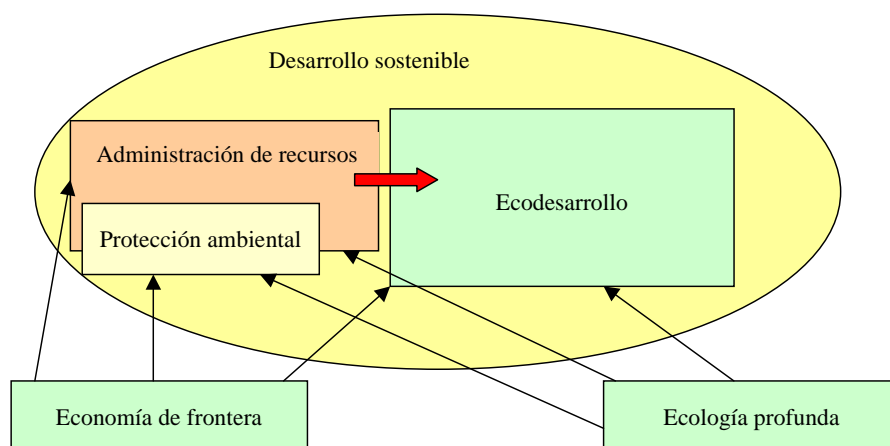 Desarrollo sostenible
Administración de recursos
Ecodesarrollo
Protección ambiental
Economía de frontera
Ecología profunda